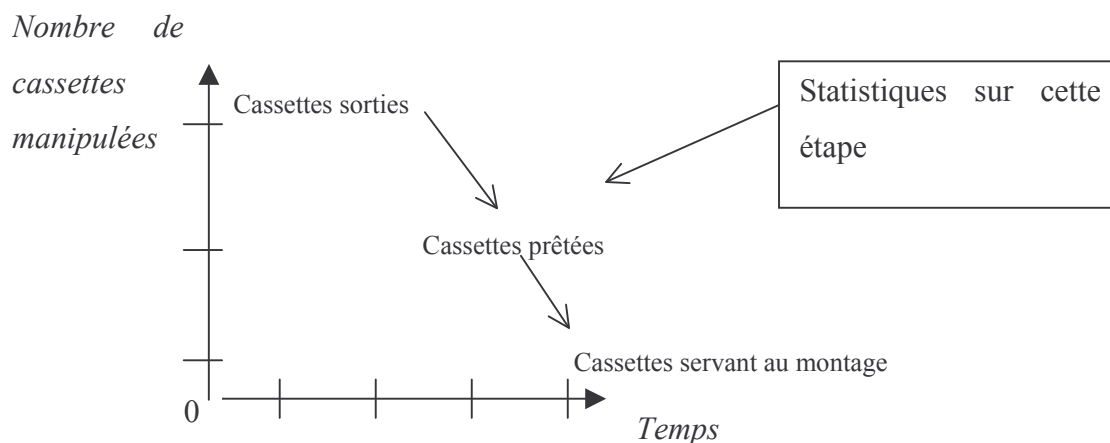 Nombre de
cassettes
manipulées
Cassettes sorties
Statistiques sur cette
étape
Cassettes prêtées
Cassettes servant au montage
0
Temps